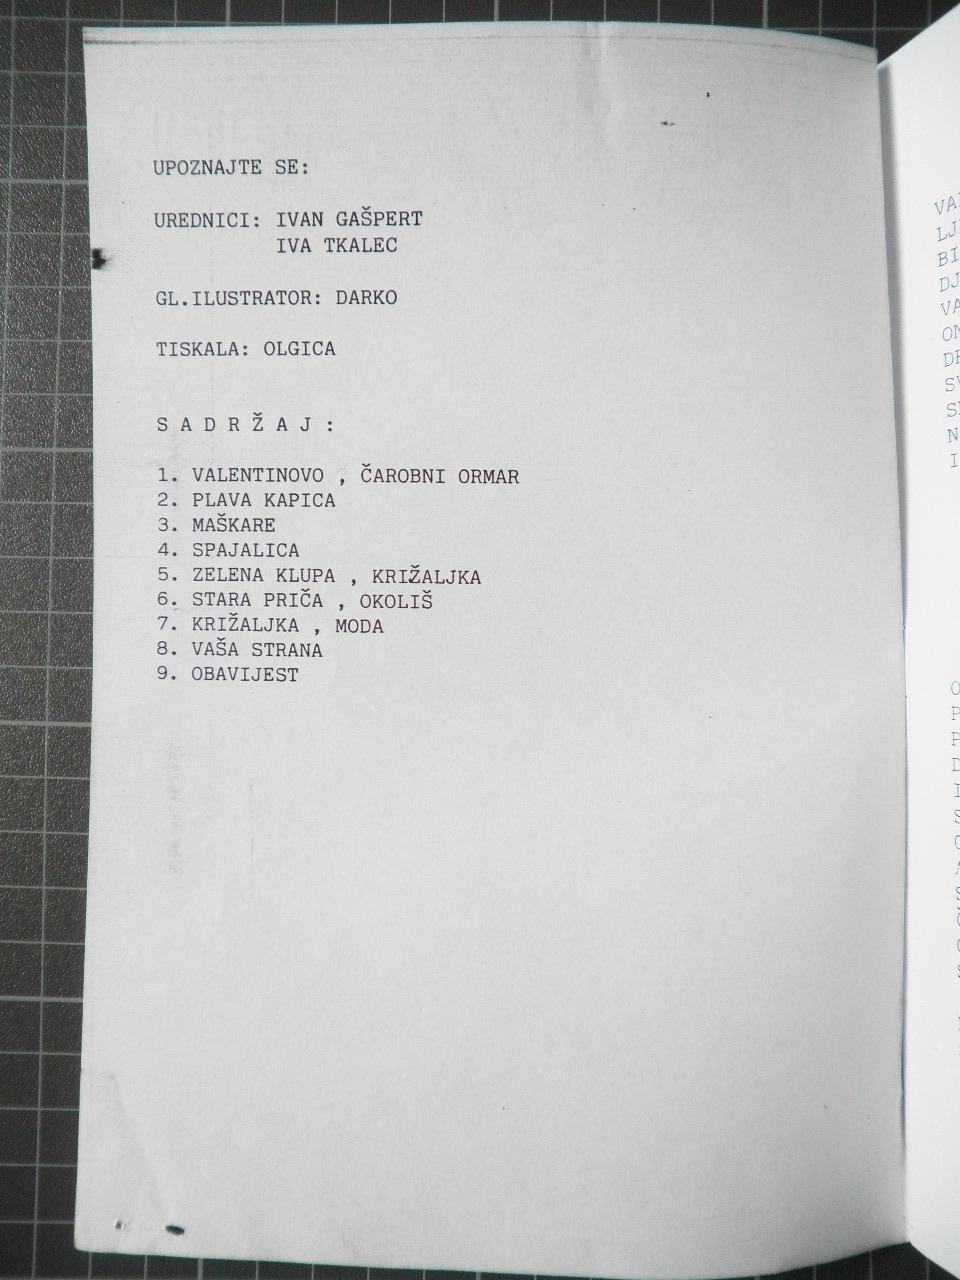 UPOZNAJTE SE:
UREDNICI: IVAN GAŠPERT
IVA TKALEC
GL.ILUSTRATOR: DARKO
TISKALA: OLGICA
S A D R Ž A J :
1. VALENTINOVO , ČAROBNI ORMAR
2. PLAVA KAPICA
3. MAŠKARE
4. SPAJALICA
5. ZELENA KLUPA , KRIŽALJKA
6. STARA PRIČA , OKOLIŠ
7. KRIŽALJKA , MODA
8. VAŠA STRANA
9. OBAVIJEST